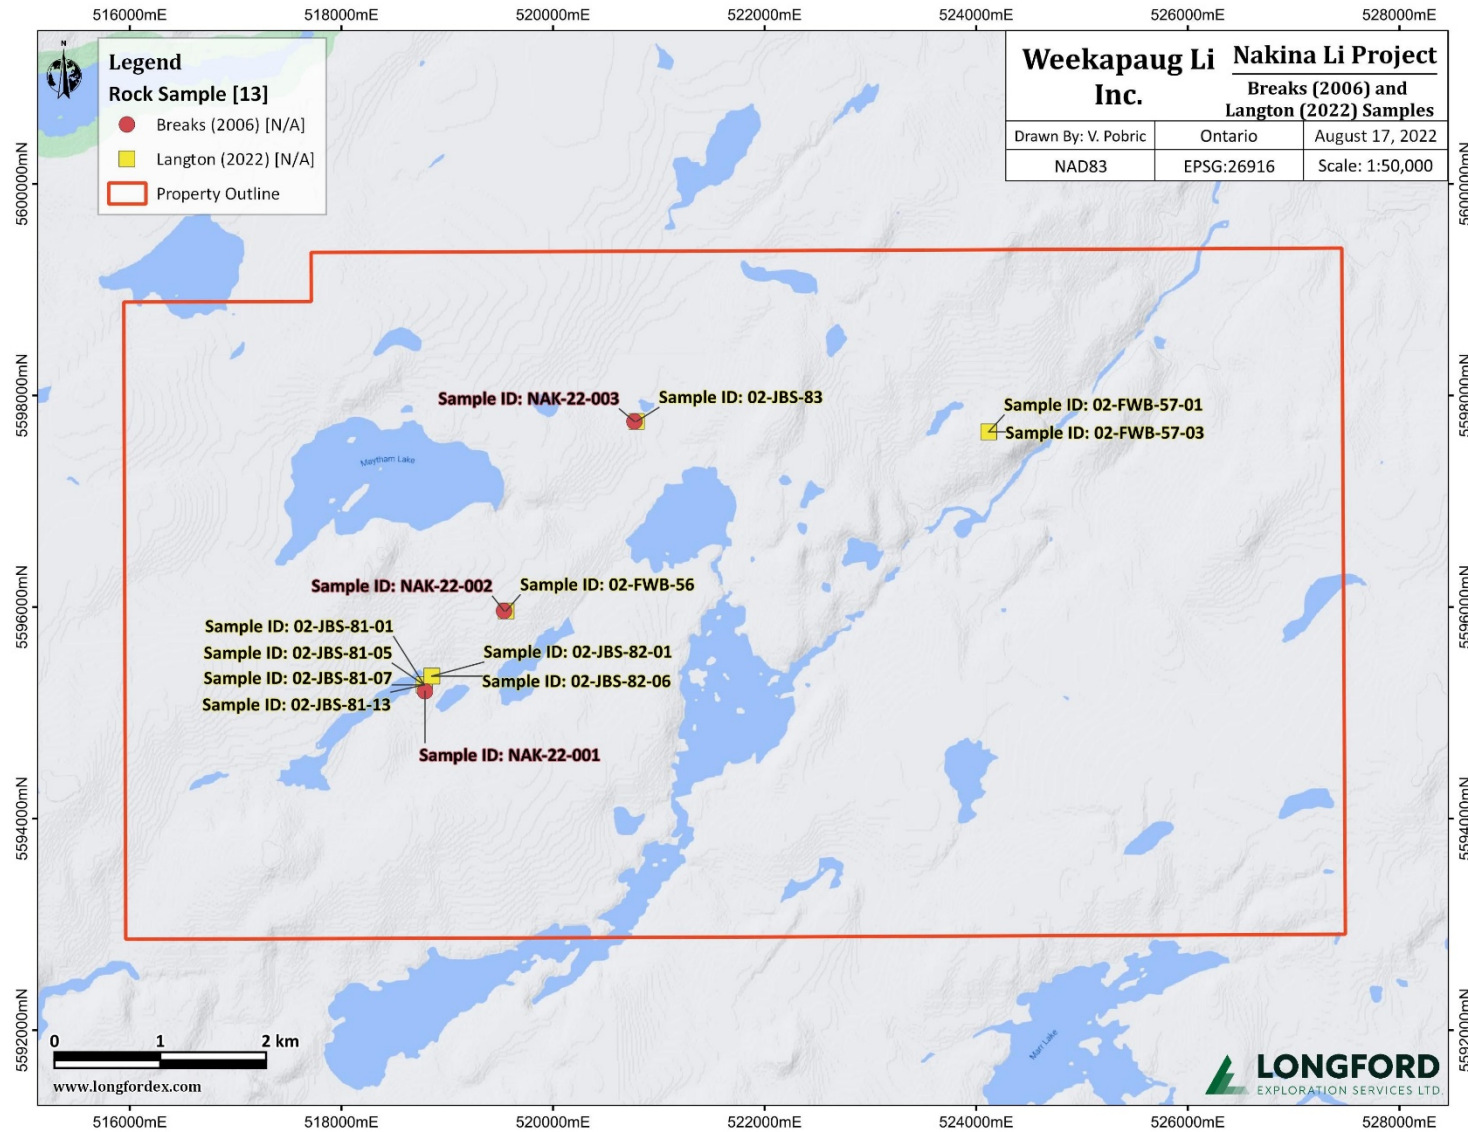 516000mE
518000mE
520000mE
522000mE
524000mE
526000mE
528000mE
N
Legend
Rock Sample [13]
Breaks (2006) [N/A]
Langton (2022) [N/A]
Property Outline
Weekapaug Li
Inc.
Nakina Li Project
Breaks (2006) and
Langton (2022) Samples
Drawn By: V. Pobric
Ontario
August 17, 2022
NAD83
EPSG:26916
Scale: 1:50,000
5600000mN
5600000mN
5598000mN
5598000mN
Sample ID: NAK-22-003
Sample ID: 02-JBS-83
Sample ID: 02-FWB-57-01
Sample ID: 02-FWB-57-03
Maytham Lake
5596000mN
5596000mN
Sample ID: NAK-22-002
Sample ID: 02-FWB-56
Sample ID: 02-JBS-81-01
Sample ID: 02-JBS-81-05
Sample ID: 02-JBS-81-07
Sample ID: 02-JBS-81-13
Sample ID: 02-JBS-82-01
Sample ID: 02-JBS-82-06
Sample ID: NAK-22-001
5594000mN
5594000mN
5592000mN
5592000mN
Marr Lake
0 1 2 km
www.longfordex.com
LONGFORD
EXPLORATION SERVICES LTD.
516000mE
518000mE
520000mE
522000mE
524000mE
526000mE
528000mE